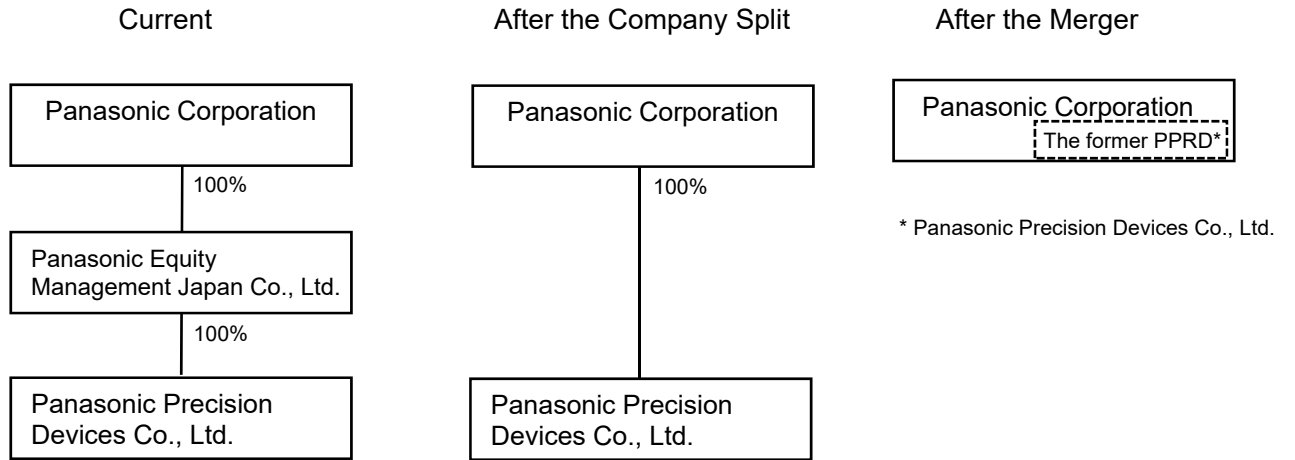 Current
After the Company Split
After the Merger
Panasonic Corporation
100%
Panasonic Equity
Management Japan Co., Ltd.
100%
Panasonic Precision
Devices Co., Ltd.
Panasonic Corporation
100%
Panasonic Precision
Devices Co., Ltd.
Panasonic Corporation
The former PPRD*
* Panasonic Precision Devices Co., Ltd.